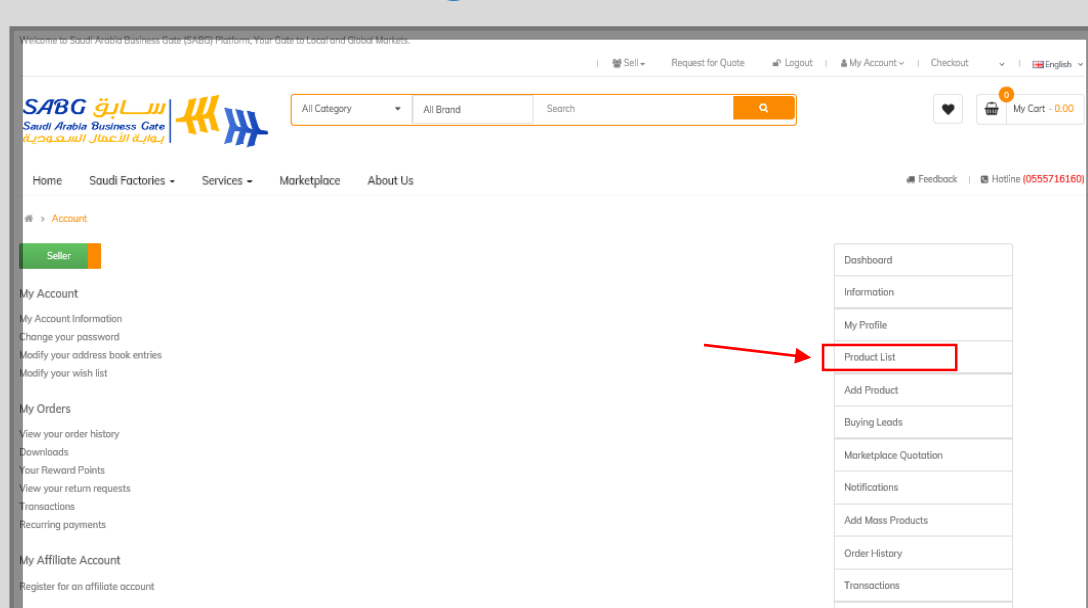 Welcome to Saudi Arabia Business Gate (SABG) Platform, Your Gate to Local and Global Markets.
Sell Request for Quote Logout My Account Checkout English
SABG سابق
Saudi Arabia Business Gate
بوابة الأعمال السعودية
All Category All Brand Search
0
My Cart - 0.00
Home Saudi Factories Services Marketplace About Us
Feedback Hotline (0555716160)
> Account
Seller
My Account
My Account Information
Change your password
Modify your address book entries
Modify your wish list
My Orders
View your order history
Downloads
Your Reward Points
View your return requests
Transactions
Recurring payments
My Affiliate Account
Register for an affiliate account
Dashboard
Information
My Profile
Product List
Add Product
Buying Leads
Marketplace Quotation
Notifications
Add Mass Products
Order History
Transactions